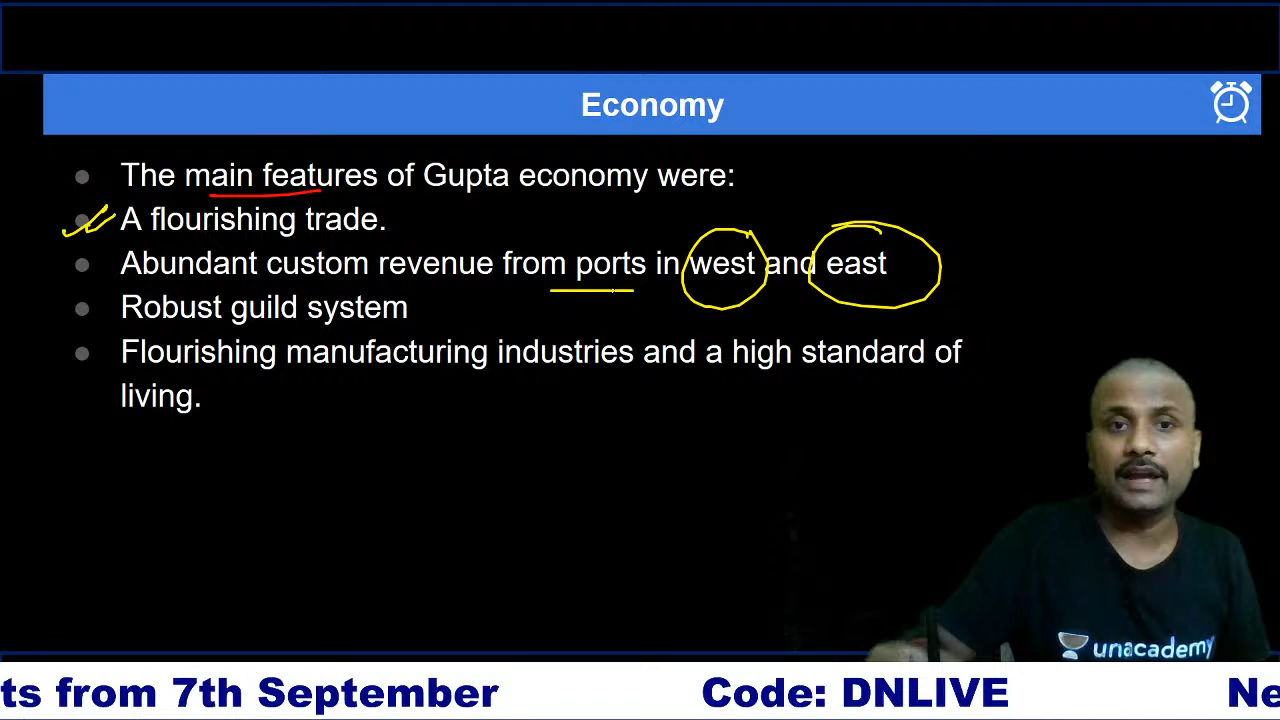 Economy
The main features of Gupta economy were:
A flourishing trade.
Abundant custom revenue from ports in west and east
Robust guild system
Flourishing manufacturing industries and a high standard of
living.
unacademy
ts from 7th September Code: DNLIVE Ne